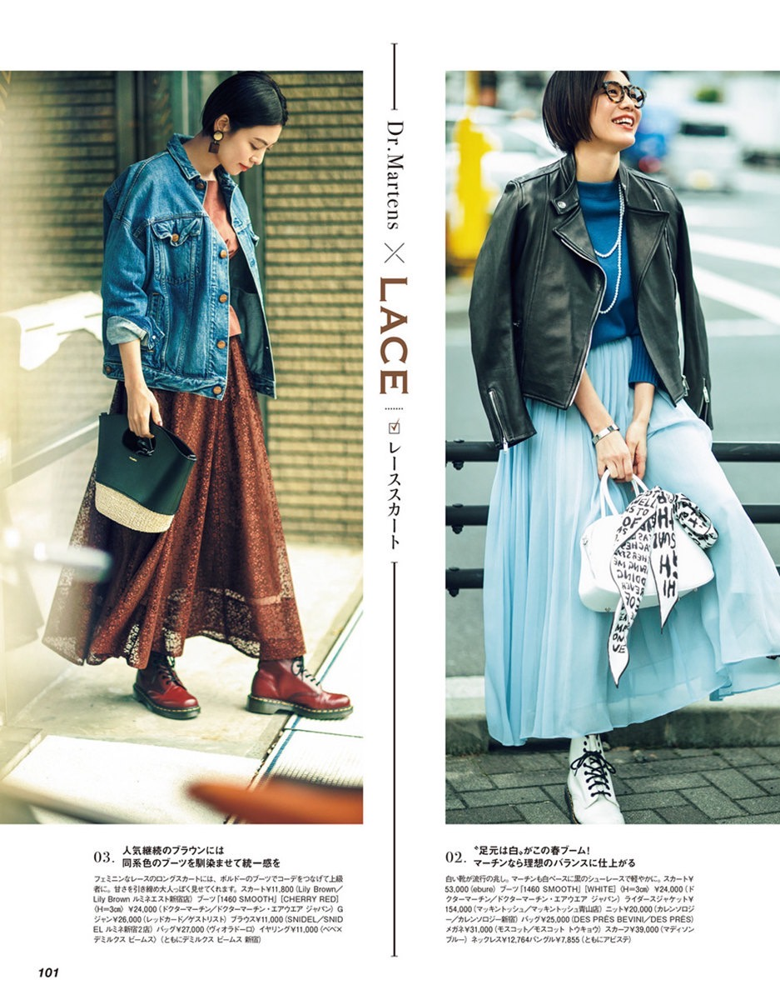 Dr.Martens × LACE
レーススカート
03. 人気継続のブラウンには
同系色のブーツを馴染ませて統一感を
フェミニンなレースのロングスカートには、ボルドーのブーツでコーデをつなげて上級
者に。甘さを引き締め大人っぽく見せてくれます。スカート¥11,800〈Lily Brown／
Lily Brown ルミネエスト新宿店〉 ブーツ「1460 SMOOTH」[CHERRY RED]
〈H=3㎝〉 ¥24,000（ドクターマーチン／ドクターマーチン・エアウエア ジャパン）G
ジャン¥26,000（レッドカード／ゲストリスト）ブラウス¥11,000（SNIDEL／SNID
EL ルミネ新宿2店）バッグ¥27,000〈ヴィオラドーロ〉イヤリング¥11,000〈ペペ×
デミルクス ビームス〉（ともにデミルクス ビームス 新宿）
02. 〝足元は白〟がこの春ブーム！
マーチンなら理想のバランスに仕上がる
白い靴が流行の兆し。マーチンも白ベースに黒のシューレースで軽やかに。スカート¥
53,000（ebure）ブーツ「1460 SMOOTH」[WHITE]〈H=3㎝〉¥24,000（ド
クターマーチン／ドクターマーチン・エアウエア ジャパン）ライダースジャケット¥
154,000（マッキントッシュ／マッキントッシュ青山店）ニット¥20,000（カレンソロジ
ー／カレンソロジー新宿）バッグ¥25,000（DES PRÉS BEVINI／DES PRÉS）
メガネ¥31,000（モスコット／モスコット トウキョウ）スカーフ¥39,000（マディソン
ブルー）ネックレス¥12,764バングル¥7,855（ともにアビステ）
101